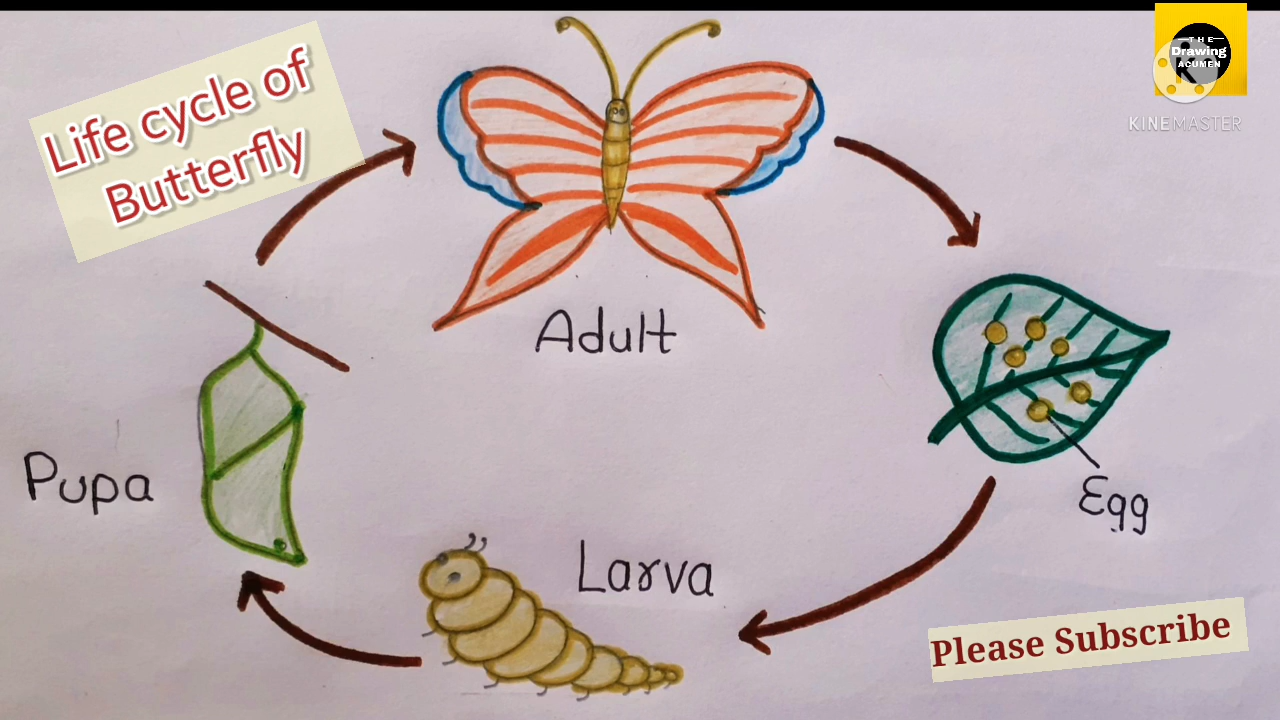 Life cycle of
Butterfly
THE
Drawing
ACUMEN
KINEMASTER
Adult
Egg
Pupa
Larva
Please Subscribe